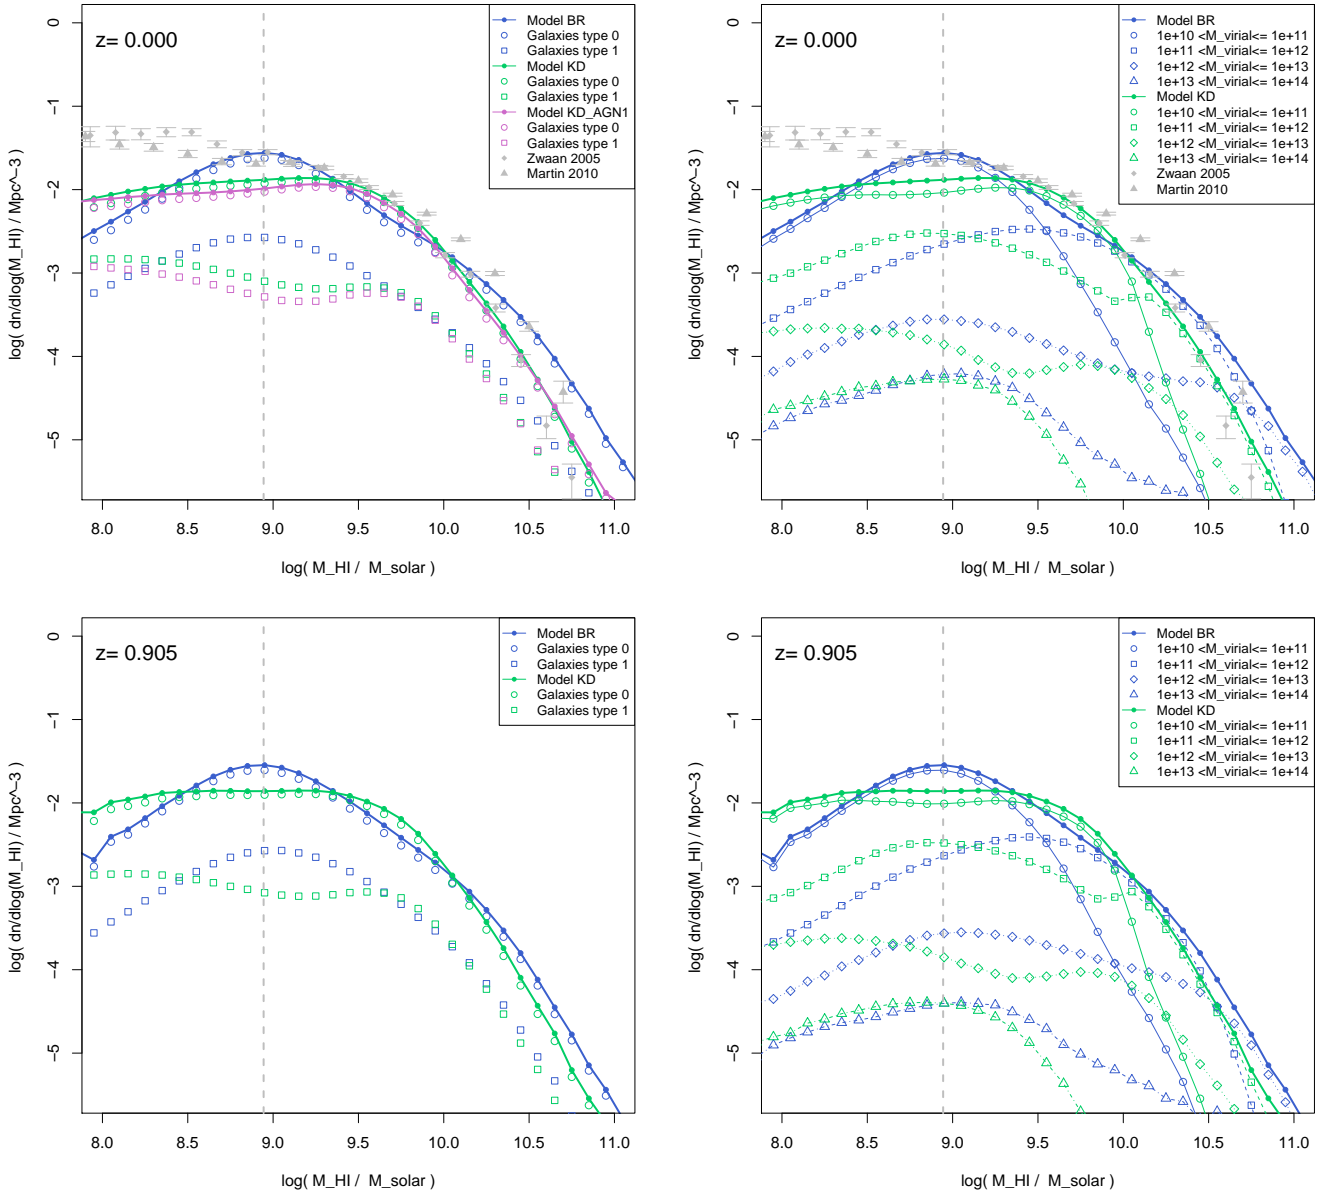 z= 0.000
Model BR
Galaxies type 0
Galaxies type 1
Model KD
Galaxies type 0
Galaxies type 1
Model KD_AGN1
Galaxies type 0
Galaxies type 1
Zwaan 2005
Martin 2010
0
−1
−2
−3
−4
−5
log( dn/dlog(M_HI) / Mpc^−3 )
8.0 8.5 9.0 9.5 10.0 10.5 11.0
log( M_HI / M_solar )
z= 0.000
Model BR
1e+10 <M_virial<= 1e+11
1e+11 <M_virial<= 1e+12
1e+12 <M_virial<= 1e+13
1e+13 <M_virial<= 1e+14
Model KD
1e+10 <M_virial<= 1e+11
1e+11 <M_virial<= 1e+12
1e+12 <M_virial<= 1e+13
1e+13 <M_virial<= 1e+14
Zwaan 2005
Martin 2010
0
−1
−2
−3
−4
−5
log( dn/dlog(M_HI) / Mpc^−3 )
8.0 8.5 9.0 9.5 10.0 10.5 11.0
log( M_HI / M_solar )
z= 0.905
Model BR
Galaxies type 0
Galaxies type 1
Model KD
Galaxies type 0
Galaxies type 1
0
−1
−2
−3
−4
−5
log( dn/dlog(M_HI) / Mpc^−3 )
8.0 8.5 9.0 9.5 10.0 10.5 11.0
log( M_HI / M_solar )
z= 0.905
Model BR
1e+10 <M_virial<= 1e+11
1e+11 <M_virial<= 1e+12
1e+12 <M_virial<= 1e+13
1e+13 <M_virial<= 1e+14
Model KD
1e+10 <M_virial<= 1e+11
1e+11 <M_virial<= 1e+12
1e+12 <M_virial<= 1e+13
1e+13 <M_virial<= 1e+14
0
−1
−2
−3
−4
−5
log( dn/dlog(M_HI) / Mpc^−3 )
8.0 8.5 9.0 9.5 10.0 10.5 11.0
log( M_HI / M_solar )